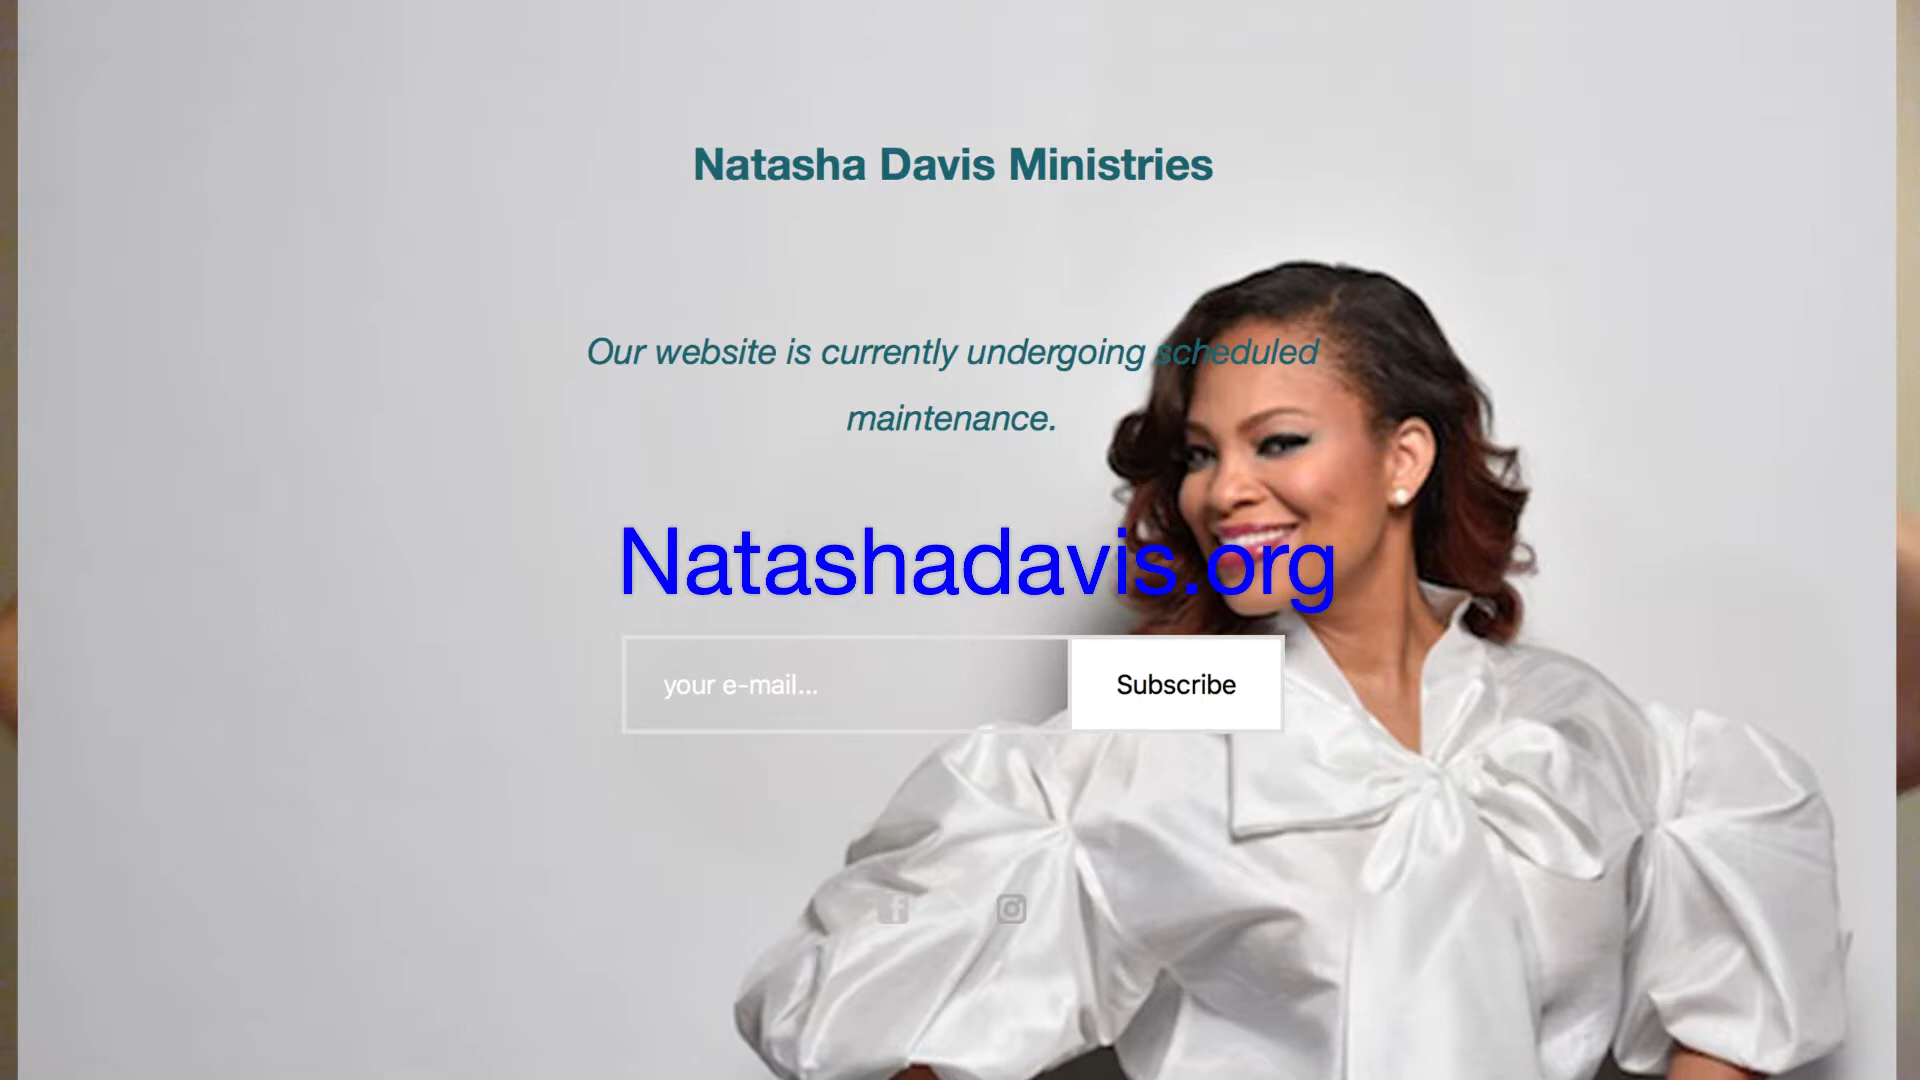 Natasha Davis Ministries
Our website is currently undergoing scheduled
maintenance.
Natashadavis.org
your e-mail...
Subscribe